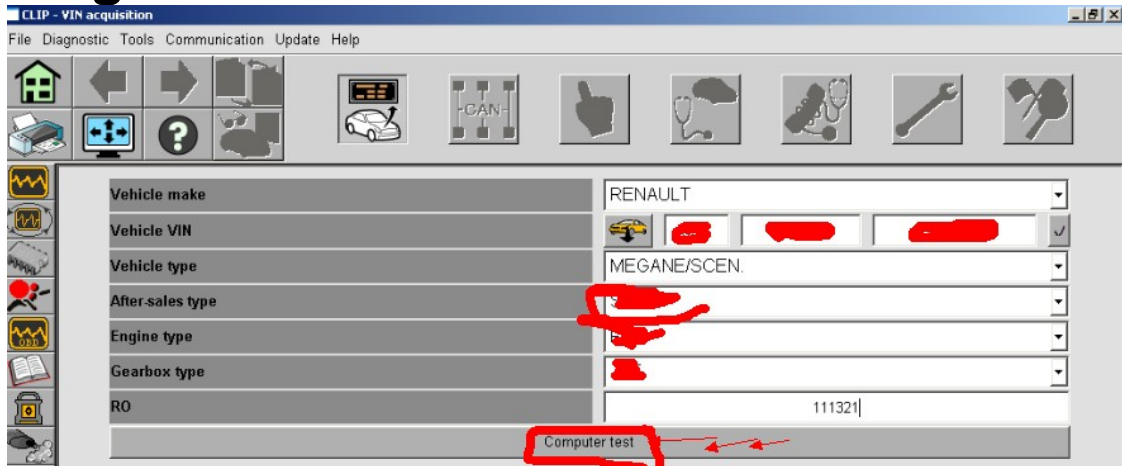 CLIP - VIN acquisition
File Diagnostic Tools Communication Update Help
CAN
Vehicle make RENAULT
Vehicle VIN
Vehicle type MEGANE/SCEN.
After-sales type
Engine type
Gearbox type
RO 111321
OBD
Computer test